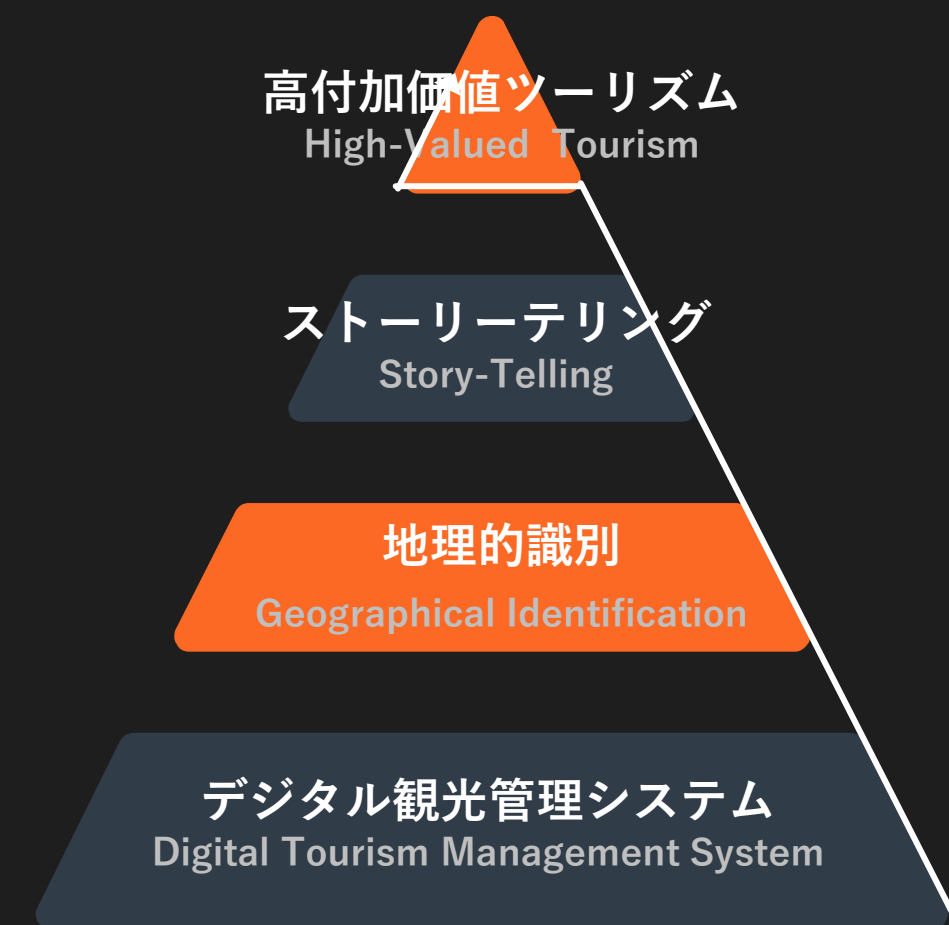 高付加価値ツーリズム
High-Valued Tourism
ストーリーテリング
Story-Telling
地理的識別
Geographical Identification
デジタル観光管理システム
Digital Tourism Management System